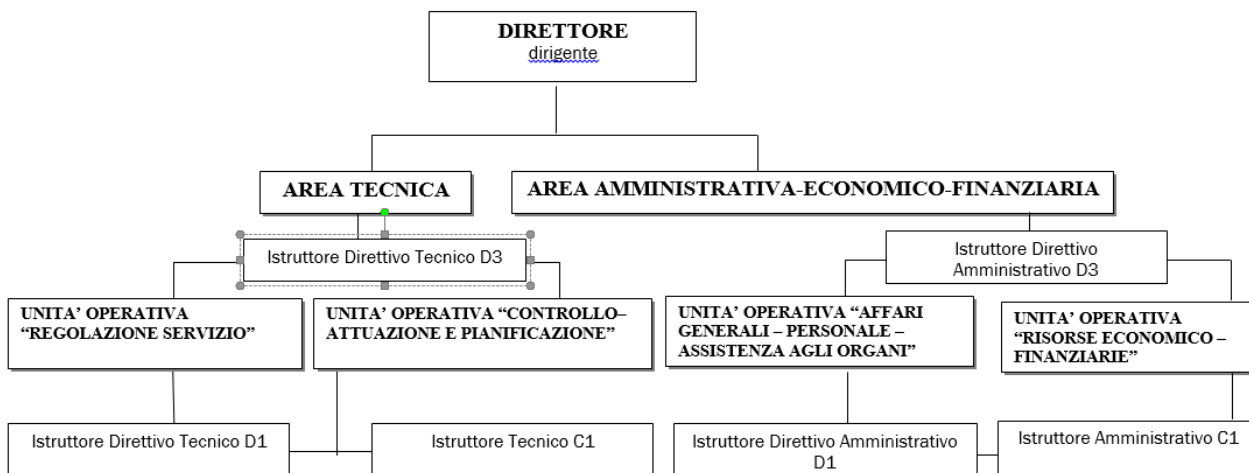 DIRETTORE
dirigente
AREA TECNICA
AREA AMMINISTRATIVA-ECONOMICO-FINANZIARIA
Istruttore Direttivo Tecnico D3
Istruttore Direttivo
Amministrativo D3
UNITA’ OPERATIVA
“REGOLAZIONE SERVIZIO”
UNITA’ OPERATIVA “CONTROLLO–
ATTUAZIONE E PIANIFICAZIONE”
UNITA’ OPERATIVA “AFFARI
GENERALI – PERSONALE –
ASSISTENZA AGLI ORGANI”
UNITA’ OPERATIVA
“RISORSE ECONOMICO –
FINANZIARIE”
Istruttore Direttivo Tecnico D1
Istruttore Tecnico C1
Istruttore Direttivo Amministrativo
D1
Istruttore Amministrativo C1